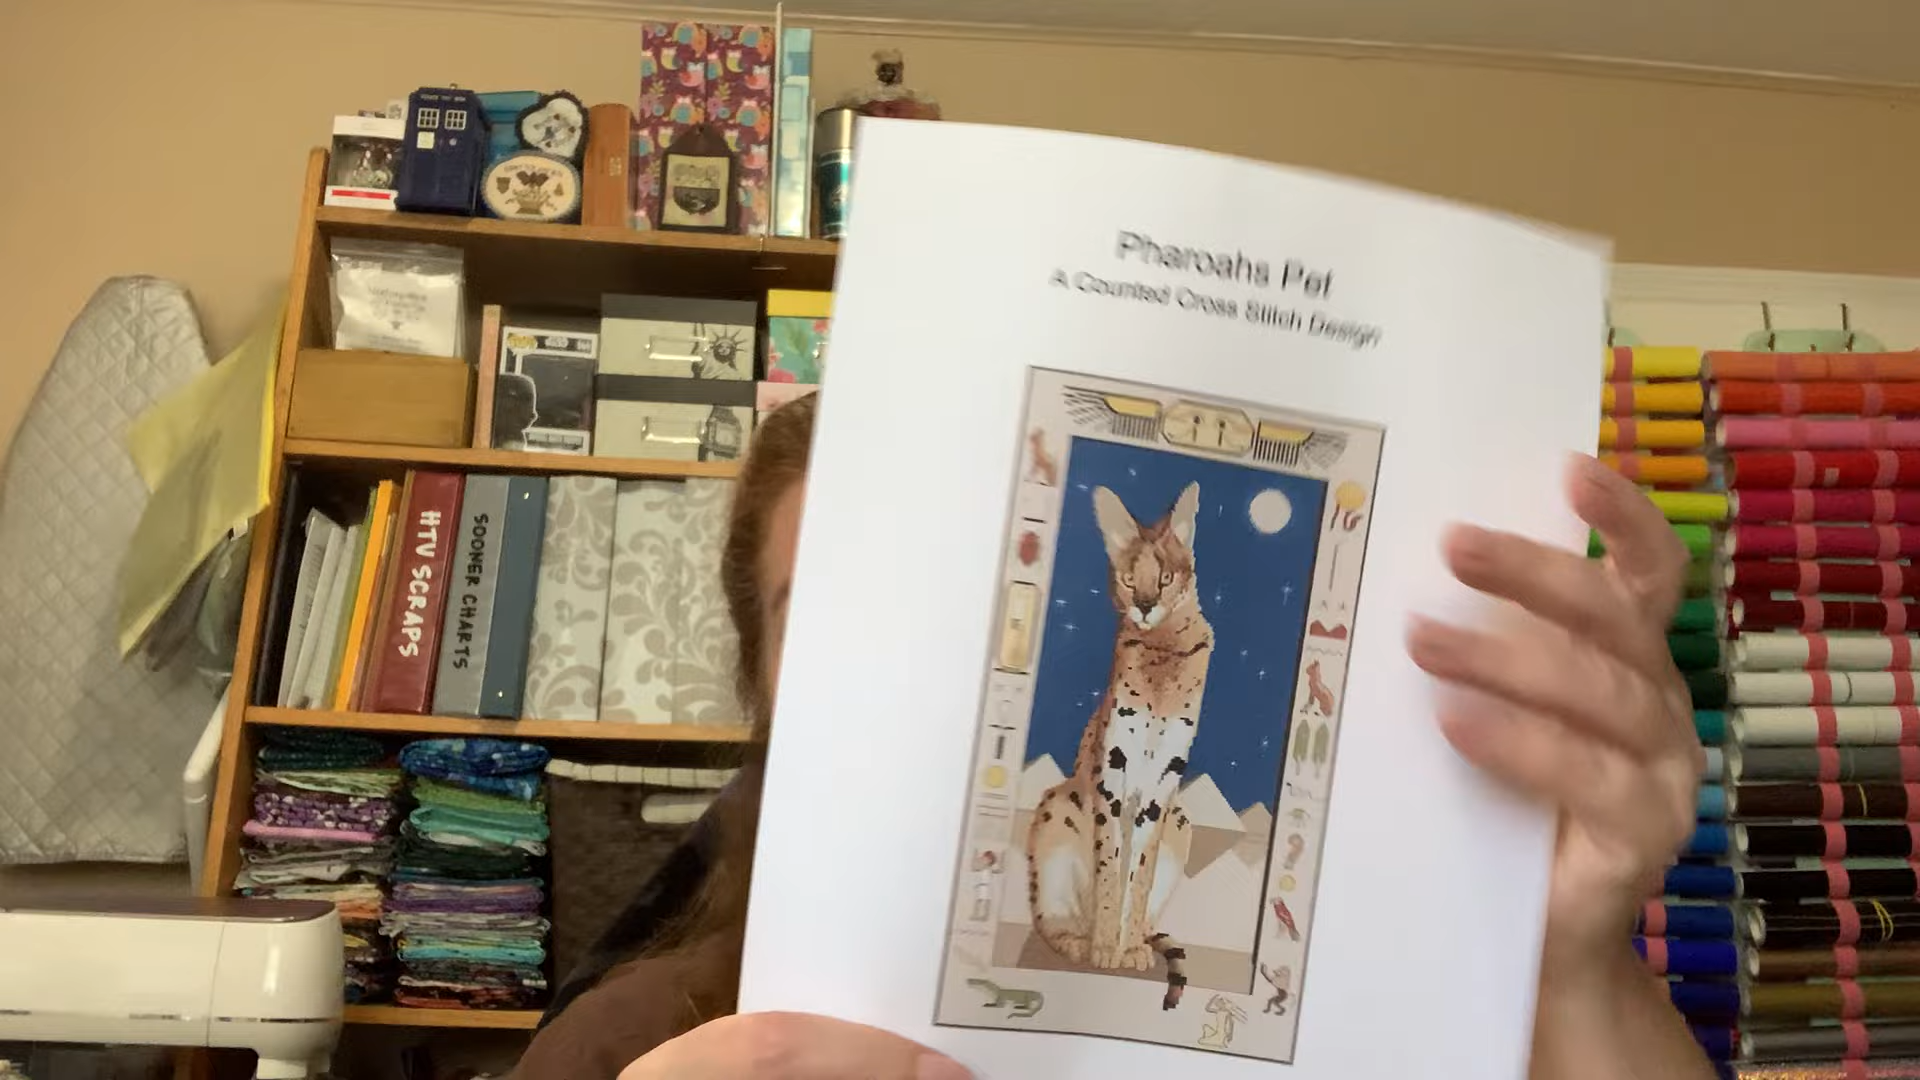 Pharoahs Pet
A Counted Cross Stitch Design
HTV SCRAPS
SOONER CHARTS